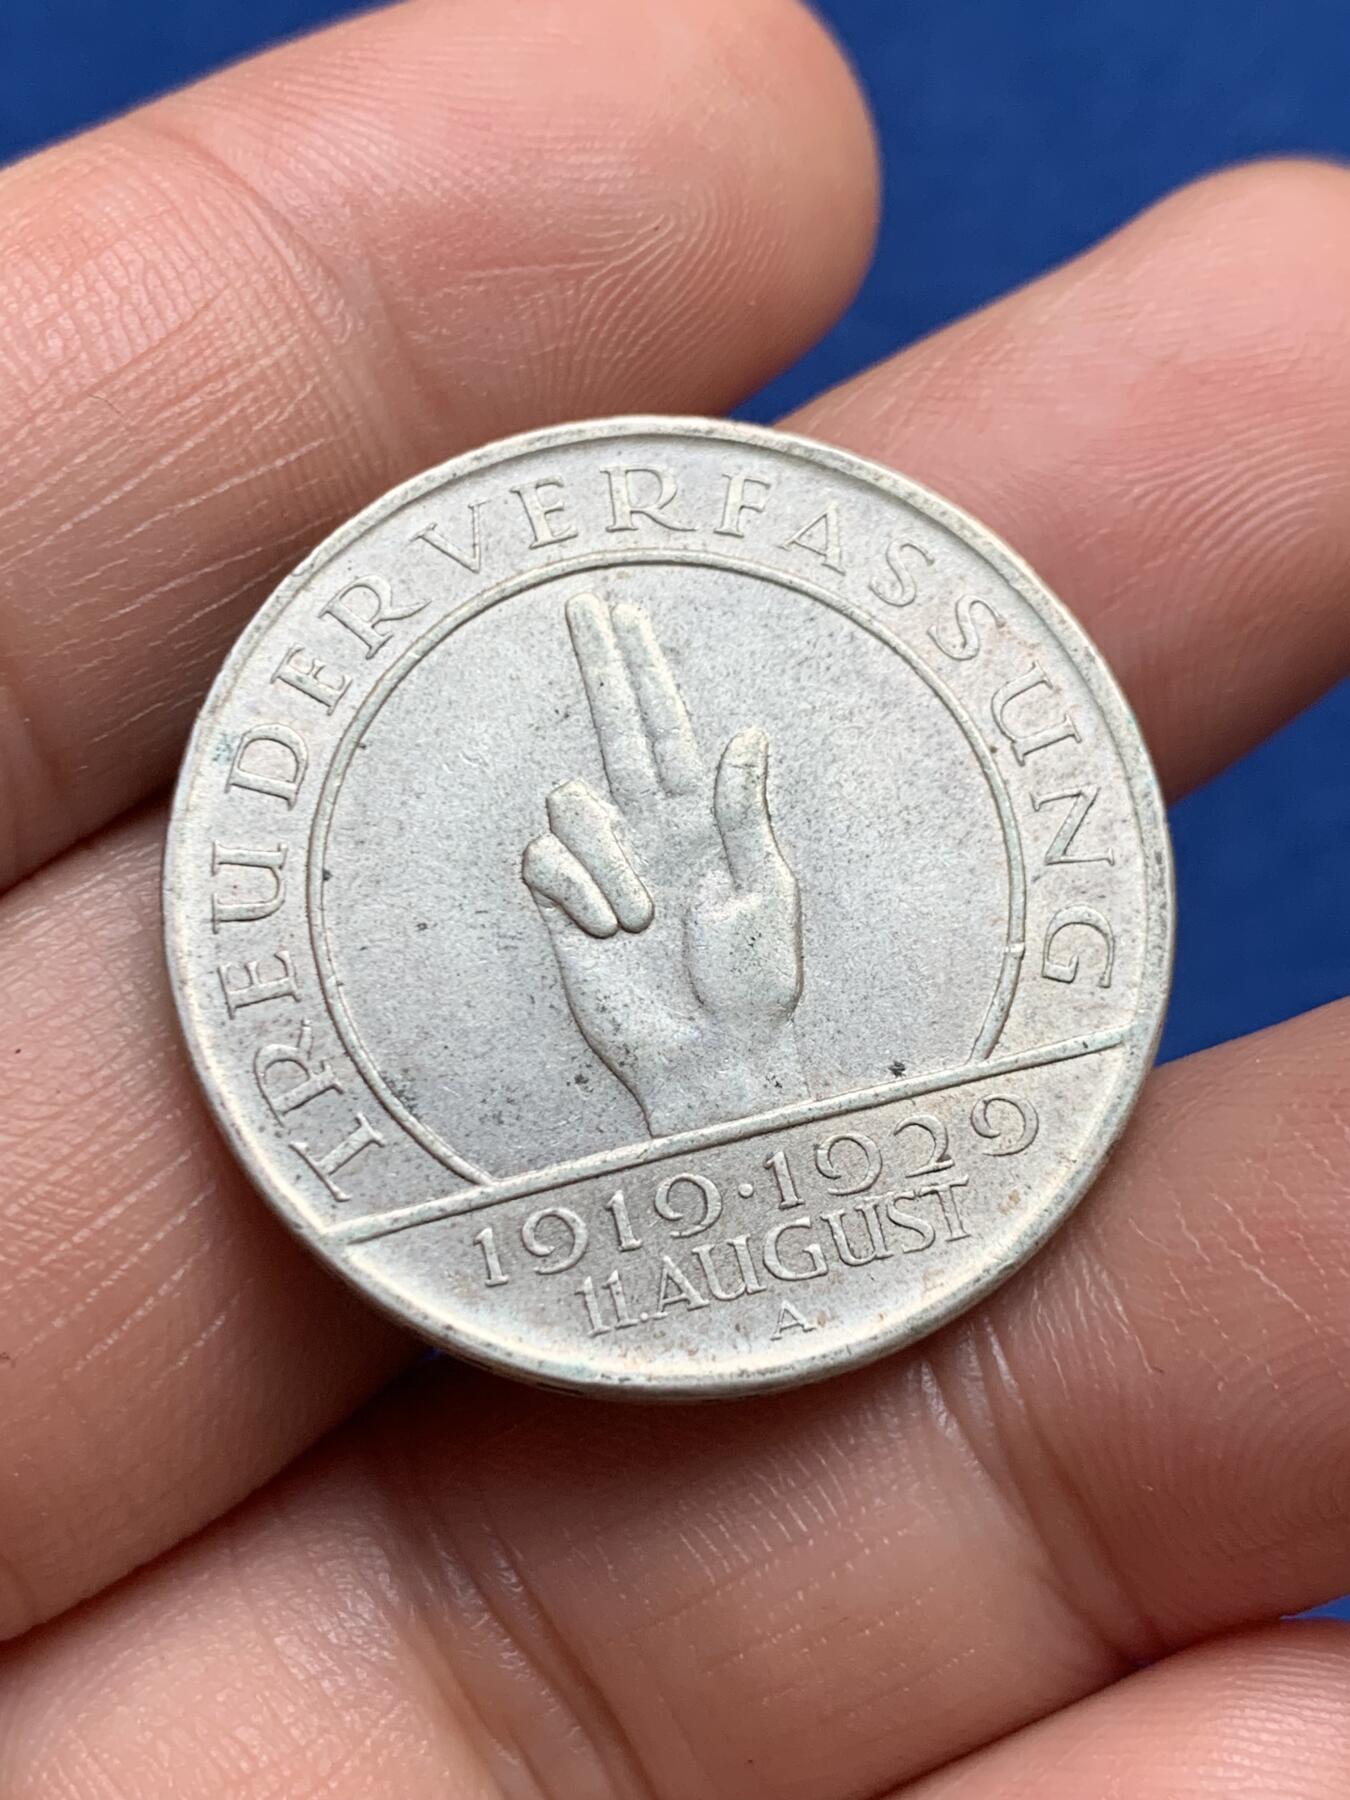 TREU DER VERFASSUNG
1919·1929
11.AUGUST
A